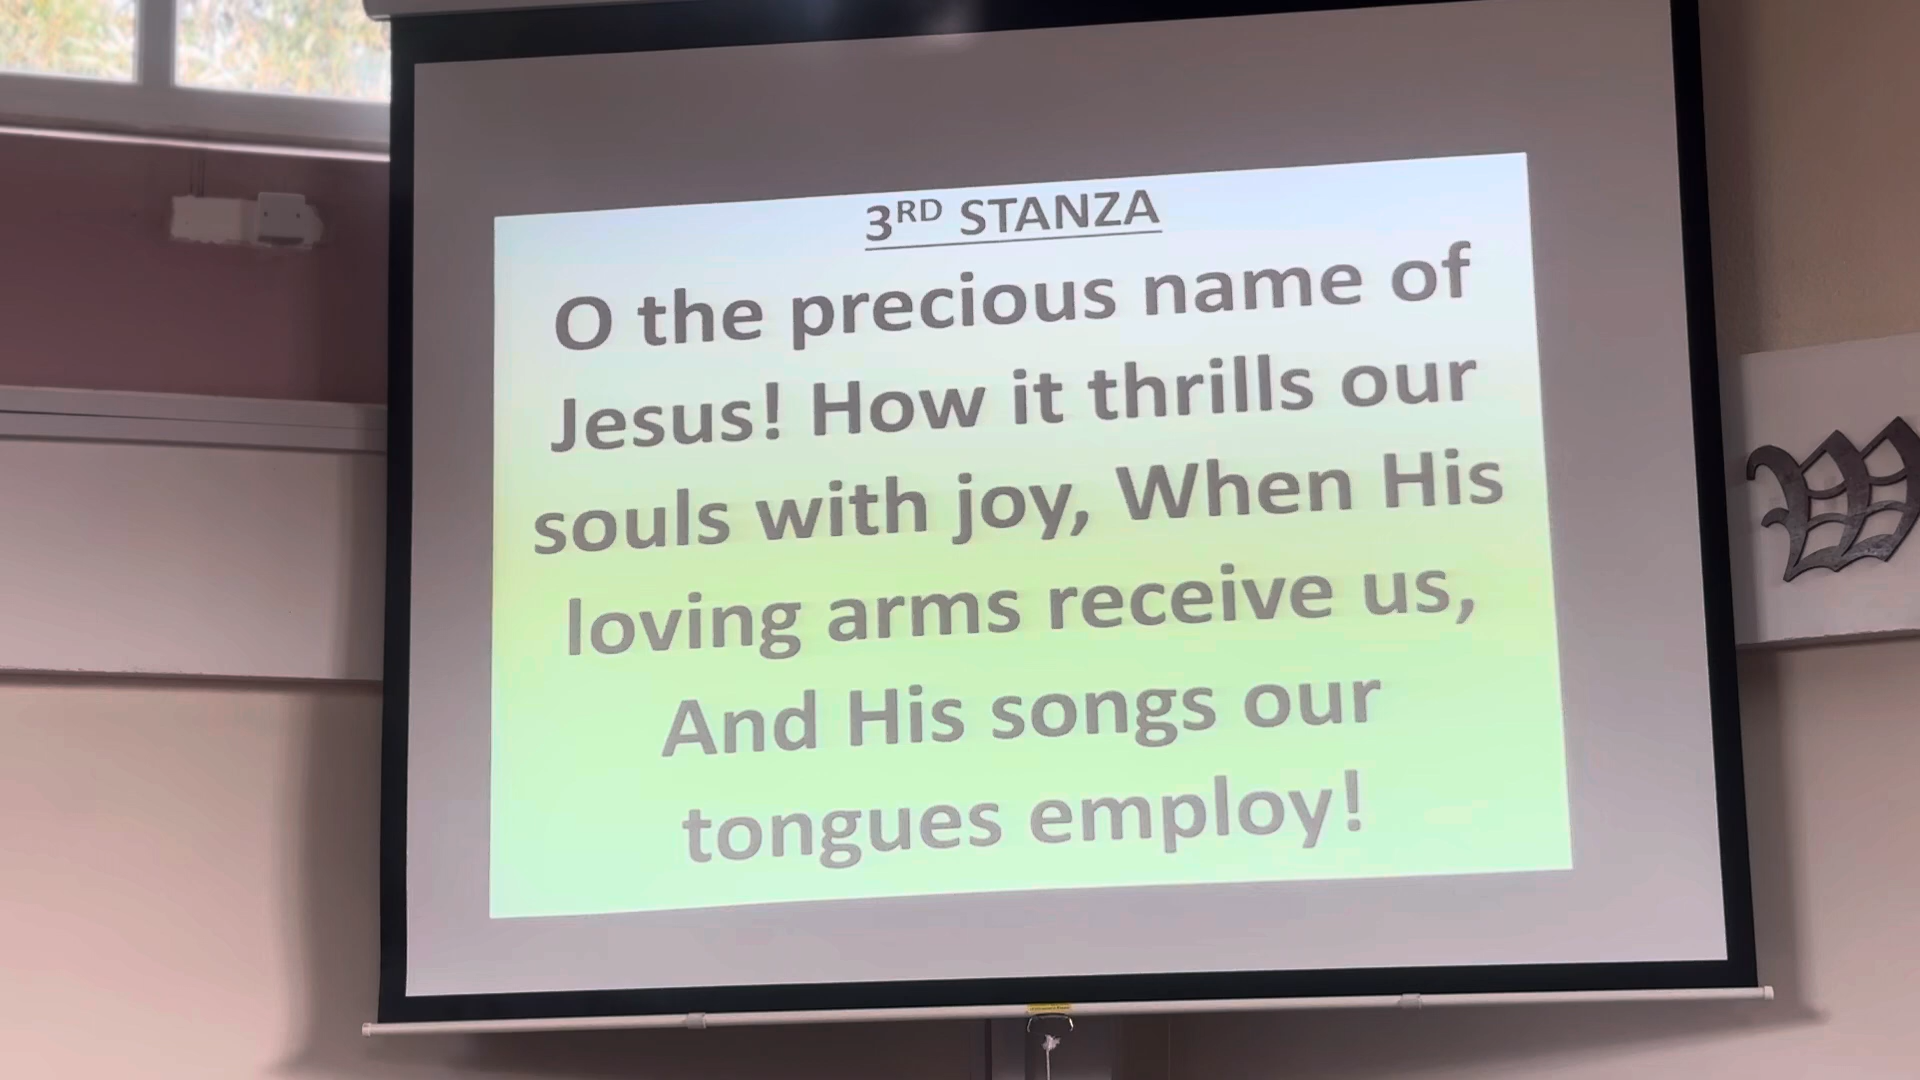 3RD STANZA
O the precious name of
Jesus! How it thrills our
souls with joy, When His
loving arms receive us,
And His songs our
tongues employ!
W